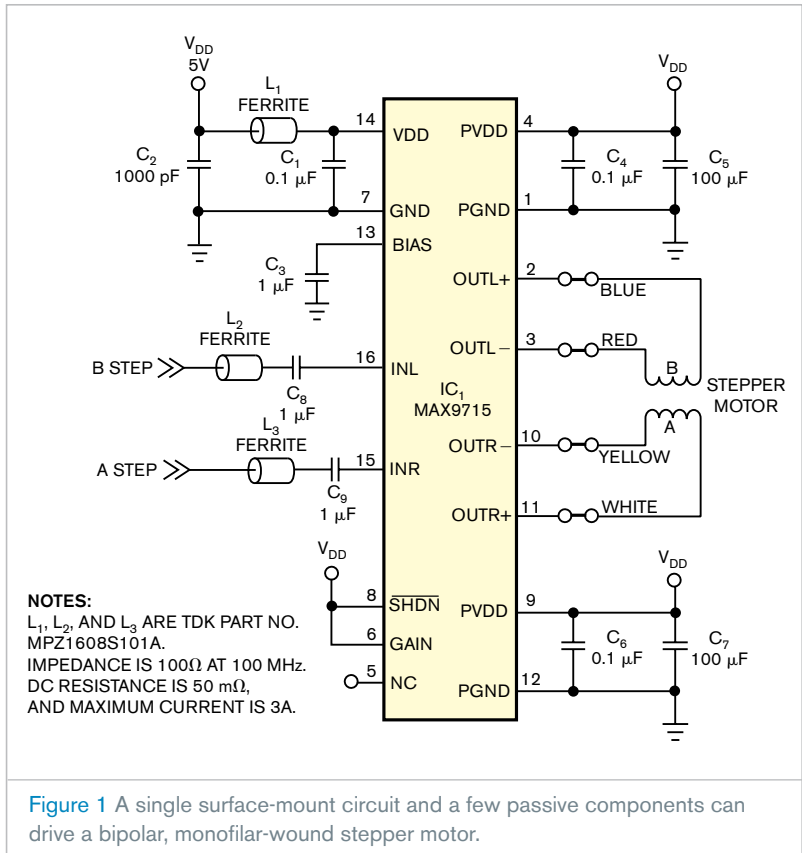 VDD
5V
L1
FERRITE
C2
1000 pF
C1
0.1 µF
14
VDD
7
GND
13
BIAS
C3
1 µF
L2
FERRITE
B STEP
C8
1 µF
16
INL
L3
FERRITE
A STEP
C9
1 µF
15
INR
VDD
8
SHDN
6
GAIN
5
NC
IC1
MAX9715
VDD
PVDD
4
C4
0.1 µF
C5
100 µF
PGND
1
OUTL+
2
BLUE
OUTL−
3
RED
B
STEPPER
MOTOR
A
OUTR−
10
YELLOW
OUTR+
11
WHITE
VDD
PVDD
9
C6
0.1 µF
C7
100 µF
PGND
12
NOTES:
L1, L2, AND L3 ARE TDK PART NO.
MPZ1608S101A.
IMPEDANCE IS 100Ω AT 100 MHz.
DC RESISTANCE IS 50 mΩ,
AND MAXIMUM CURRENT IS 3A.
Figure 1 A single surface-mount circuit and a few passive components can
drive a bipolar, monofilar-wound stepper motor.